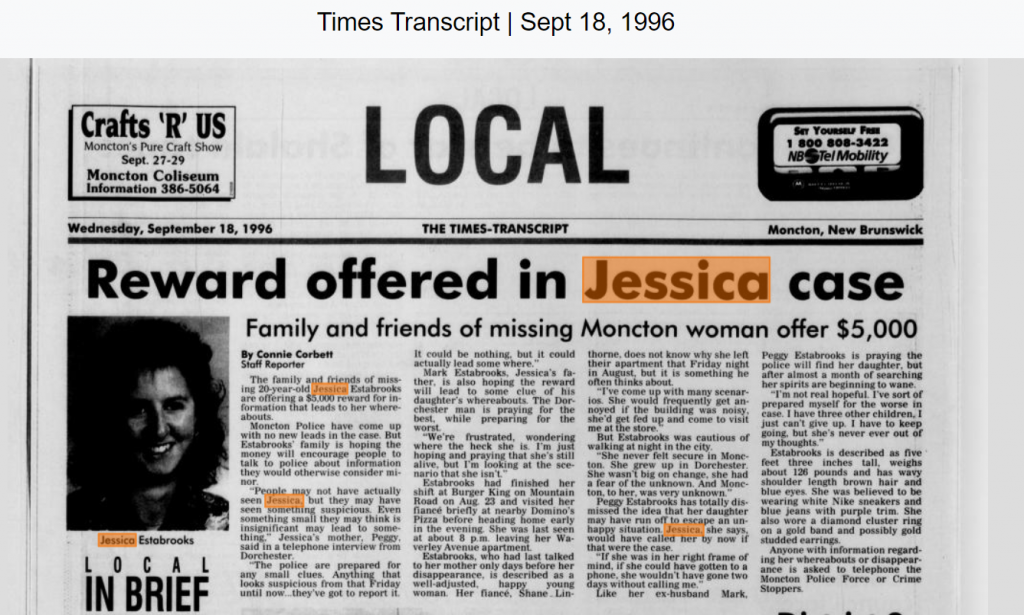 Times Transcript | Sept 18, 1996
Crafts 'R' US
Moncton's Pure Craft Show
Sept. 27-29
Moncton Coliseum
Information 386-5064
LOCAL
SET YOURSELF FREE
1 800 808-3422
NBTel Mobility
Wednesday, September 18, 1996
THE TIMES-TRANSCRIPT
Moncton, New Brunswick
Reward offered in Jessica case
Family and friends of missing Moncton woman offer $5,000
Jessica Estabrooks
LOCAL
IN BRIEF
By Connie Corbett
Staff Reporter
The family and friends of miss-
ing 20-year-old Jessica Estabrooks
are offering a $5,000 reward for in-
formation that leads to her where-
abouts.
Moncton Police have come up
with no new leads in the case. But
Estabrooks' family is hoping the
money will encourage people to
talk to police about information
they would otherwise consider mi-
nor.
"People may not have actually
seen Jessica, but they may have
seen something suspicious. Even
something small they may think is
insignificant may lead to some-
thing," Jessica's mother, Peggy,
said in a telephone interview from
Dorchester.
"The police are prepared for
any small clues. Anything that
looks suspicious from that Friday
until now...they've got to report it.
It could be nothing, but it could
actually lead some where."
Mark Estabrooks, Jessica's fa-
ther, is also hoping the reward
will lead to some clue of his
daughter's whereabouts. The Dor-
chester man is praying for the
best, while preparing for the
worst.
"We're frustrated, wondering
where the heck she is. I'm just
hoping and praying that she's still
alive, but I'm looking at the sce-
nario that she isn't."
Estabrooks had finished her
shift at Burger King on Mountain
Road on Aug. 23 and visited her
fiancé briefly at nearby Domino's
Pizza before heading home early
in the evening. She was last seen
at about 8 p.m. leaving her Wa-
verley Avenue apartment.
Estabrooks, who had last talked
to her mother only days before her
disappearance, is described as a
well-adjusted, happy young
woman. Her fiancé, Shane Lin-
thorne, does not know why she left
their apartment that Friday night
in August, but it is something he
often thinks about.
"I've come up with many scenar-
ios. She would frequently get an-
noyed if the building was noisy,
she'd get fed up and come to visit
me at the store."
But Estabrooks was cautious of
walking at night in the city.
"She never felt secure in Monc-
ton. She grew up in Dorchester.
She wasn't big on change, she had
a fear of the unknown. And Monc-
ton, to her, was very unknown."
Peggy Estabrooks has totally dis-
missed the idea that her daughter
may have run off to escape an un-
happy situation. Jessica, she says,
would have called her by now if
that were the case.
"If she was in her right frame of
mind, if she could have gotten to a
phone, she wouldn't have gone two
days without calling me."
Like her ex-husband Mark,
Peggy Estabrooks is praying the
police will find her daughter, but
after almost a month of searching
her spirits are beginning to wane.
"I'm not real hopeful. I've sort of
prepared myself for the worse in
case. I have three other children, I
just can't give up. I have to keep
going, but she's never ever out of
my thoughts."
Estabrooks is described as five
feet three inches tall, weighs
about 126 pounds and has wavy
shoulder length brown hair and
blue eyes. She was believed to be
wearing white Nike sneakers and
blue jeans with purple trim. She
also wore a diamond cluster ring
on a gold band and possibly gold
studded earrings.
Anyone with information regard-
ing her whereabouts or disappear-
ance is asked to telephone the
Moncton Police Force or Crime
Stoppers.